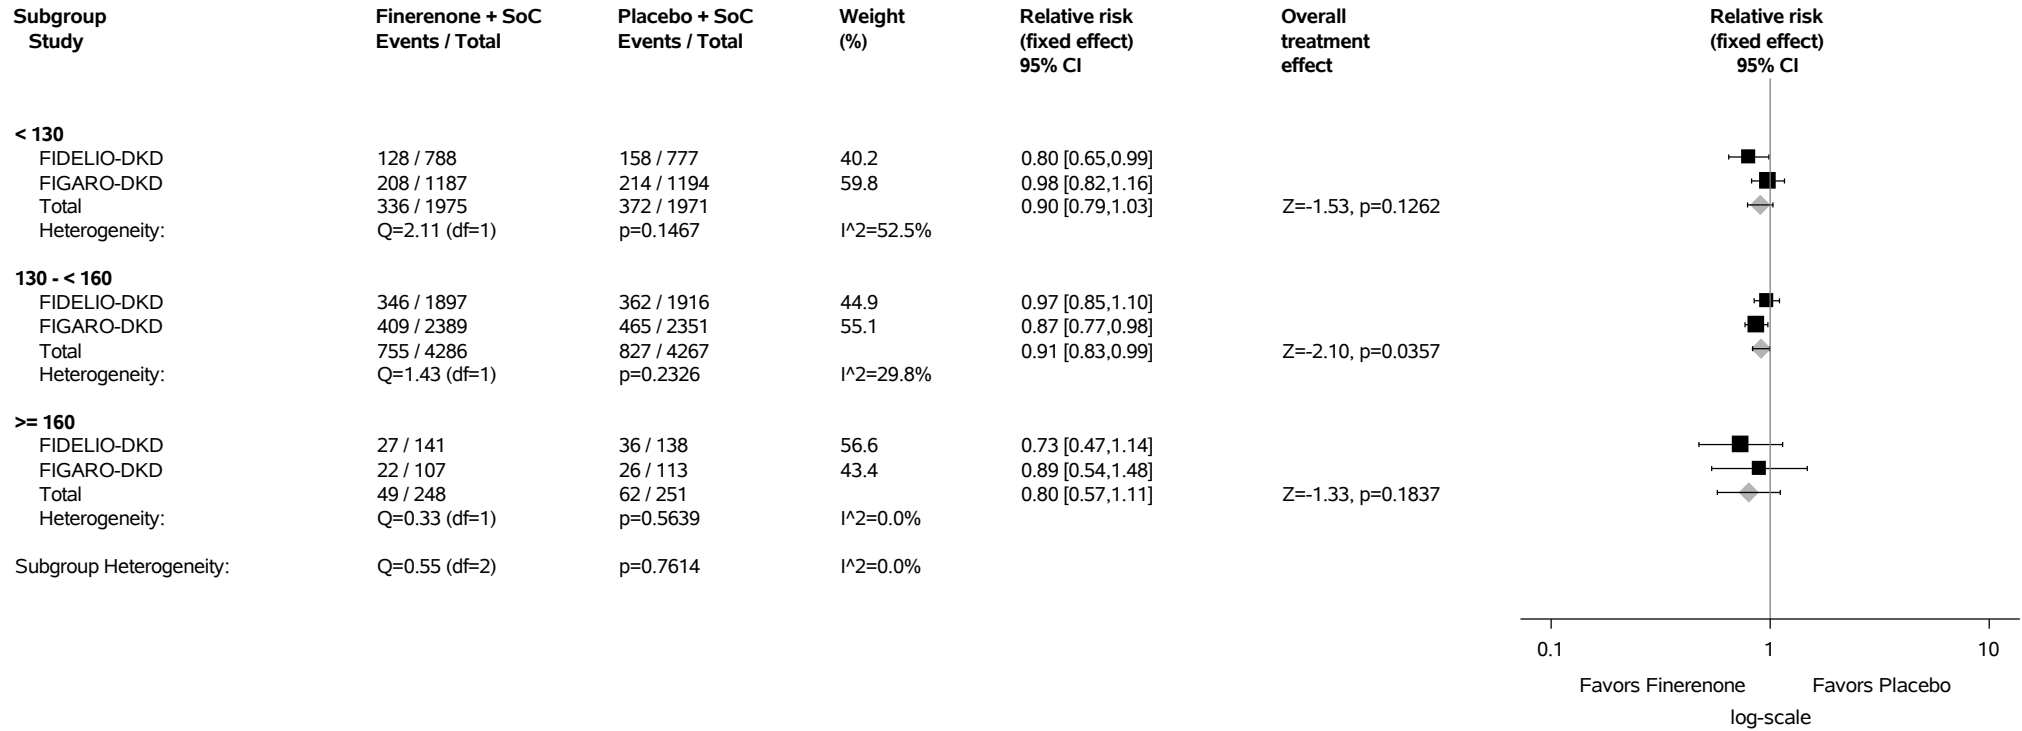 Subgroup Finerenone + SoC Placebo + SoC Weight Relative risk Overall Relative risk
Study Events / Total Events / Total (%) (fixed effect) treatment (fixed effect)
95% CI effect 95% CI
< 130
FIDELIO-DKD 128 / 788 158 / 777 40.2 0.80 [0.65,0.99]
FIGARO-DKD 208 / 1187 214 / 1194 59.8 0.98 [0.82,1.16]
Total 336 / 1975 372 / 1971 0.90 [0.79,1.03] Z=-1.53, p=0.1262
Heterogeneity: Q=2.11 (df=1) p=0.1467 I^2=52.5%
130 - < 160
FIDELIO-DKD 346 / 1897 362 / 1916 44.9 0.97 [0.85,1.10]
FIGARO-DKD 409 / 2389 465 / 2351 55.1 0.87 [0.77,0.98]
Total 755 / 4286 827 / 4267 0.91 [0.83,0.99] Z=-2.10, p=0.0357
Heterogeneity: Q=1.43 (df=1) p=0.2326 I^2=29.8%
>= 160
FIDELIO-DKD 27 / 141 36 / 138 56.6 0.73 [0.47,1.14]
FIGARO-DKD 22 / 107 26 / 113 43.4 0.89 [0.54,1.48]
Total 49 / 248 62 / 251 0.80 [0.57,1.11] Z=-1.33, p=0.1837
Heterogeneity: Q=0.33 (df=1) p=0.5639 I^2=0.0%
Subgroup Heterogeneity: Q=0.55 (df=2) p=0.7614 I^2=0.0%
0.1 1 10
Favors Finerenone Favors Placebo
log-scale